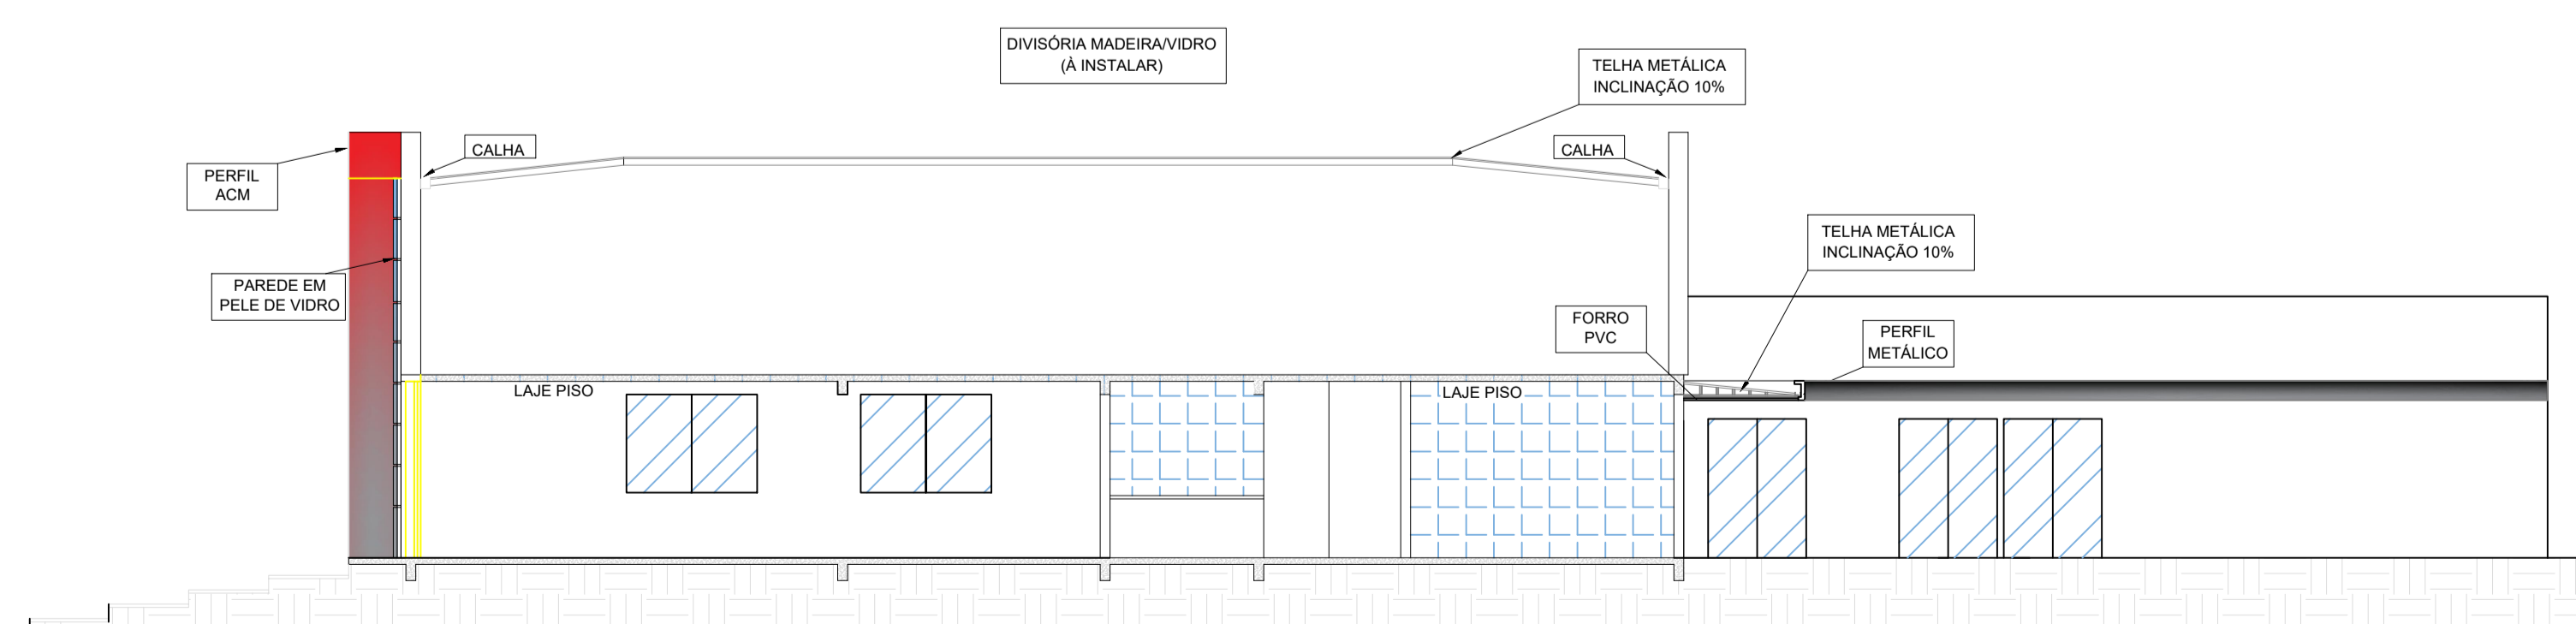 DIVISÓRIA MADEIRA/VIDRO
(À INSTALAR)
TELHA METÁLICA
INCLINAÇÃO 10%
CALHA
CALHA
PERFIL
ACM
TELHA METÁLICA
INCLINAÇÃO 10%
PAREDE EM
PELE DE VIDRO
FORRO
PVC
PERFIL
METÁLICO
LAJE PISO
LAJE PISO